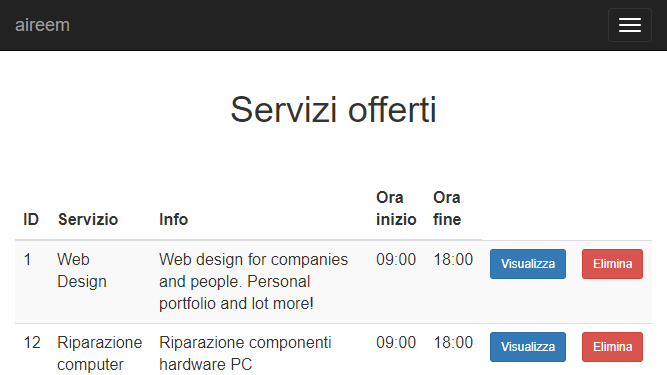 aireem
Servizi offerti
ID Servizio Info Ora inizio Ora fine
1 Web Design Web design for companies and people. Personal portfolio and lot more! 09:00 18:00 Visualizza Elimina
12 Riparazione computer Riparazione componenti hardware PC 09:00 18:00 Visualizza Elimina